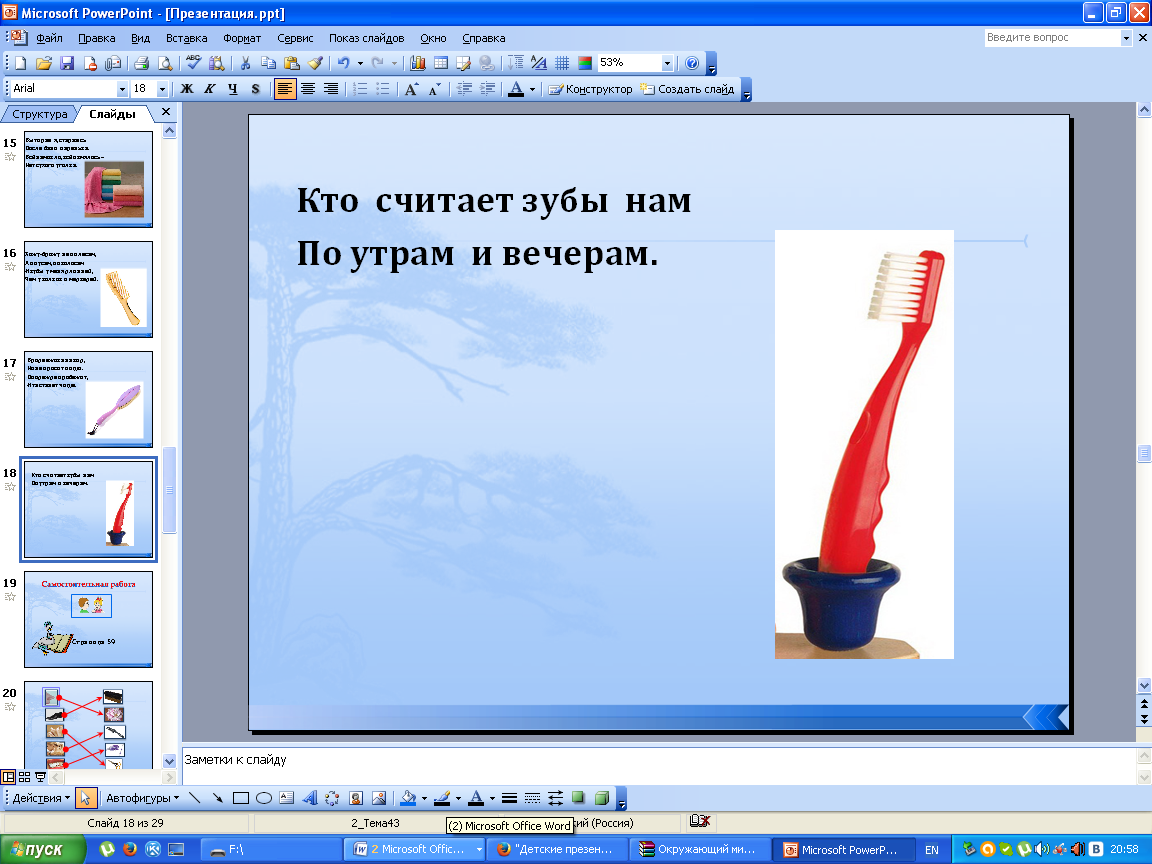 Microsoft PowerPoint - [Презентация.ppt]
Файл Правка Вид Вставка Формат Сервис Показ слайдов Окно Справка
Введите вопрос
53%
Arial 18 Ж К Ч S Конструктор Создать слайд
Структура Слайды
15
16
17
18
Кто считает зубы нам
По утрам и вечерам.
19
Самостоятельная работа
Страница 59
20
Кто считает зубы нам
По утрам и вечерам.
Заметки к слайду
Действия Автофигуры
Слайд 18 из 29 2_Тема43 (Россия)
(2) Microsoft Office Word
пуск F:\ 2 Microsoft Offic... "Детские презен... Окружающий ми... Microsoft PowerP... EN 20:58